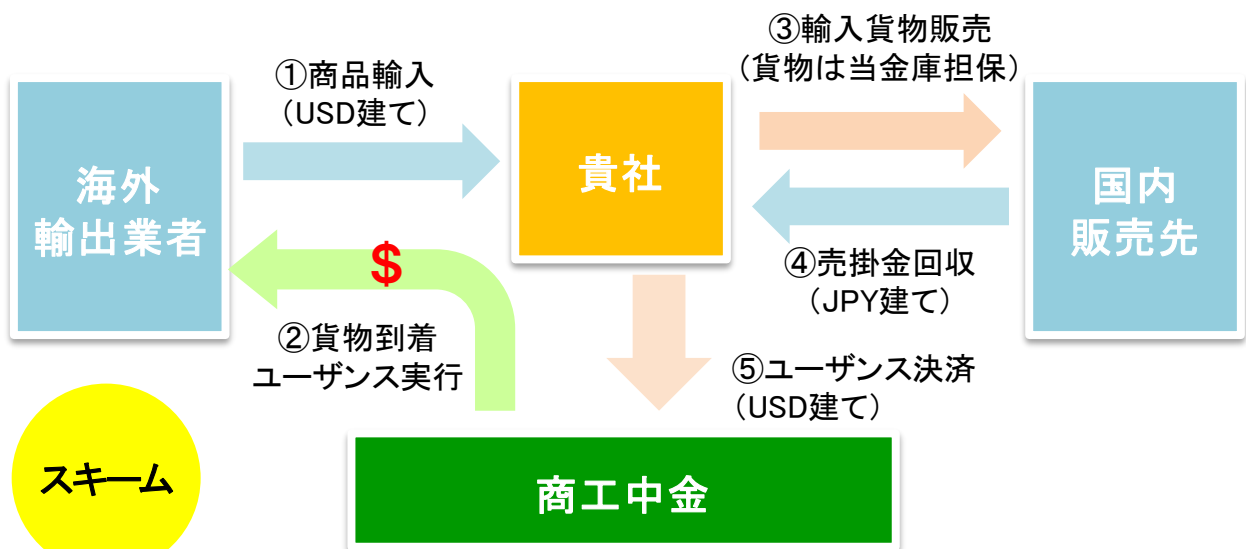 ①商品輸入
（USD建て）
③輸入貨物販売
（貨物は当金庫担保）
海外
輸出業者
貴社
国内
販売先
$
②貨物到着
ユーザンス実行
④売掛金回収
（JPY建て）
⑤ユーザンス決済
（USD建て）
スキーム
商工中金